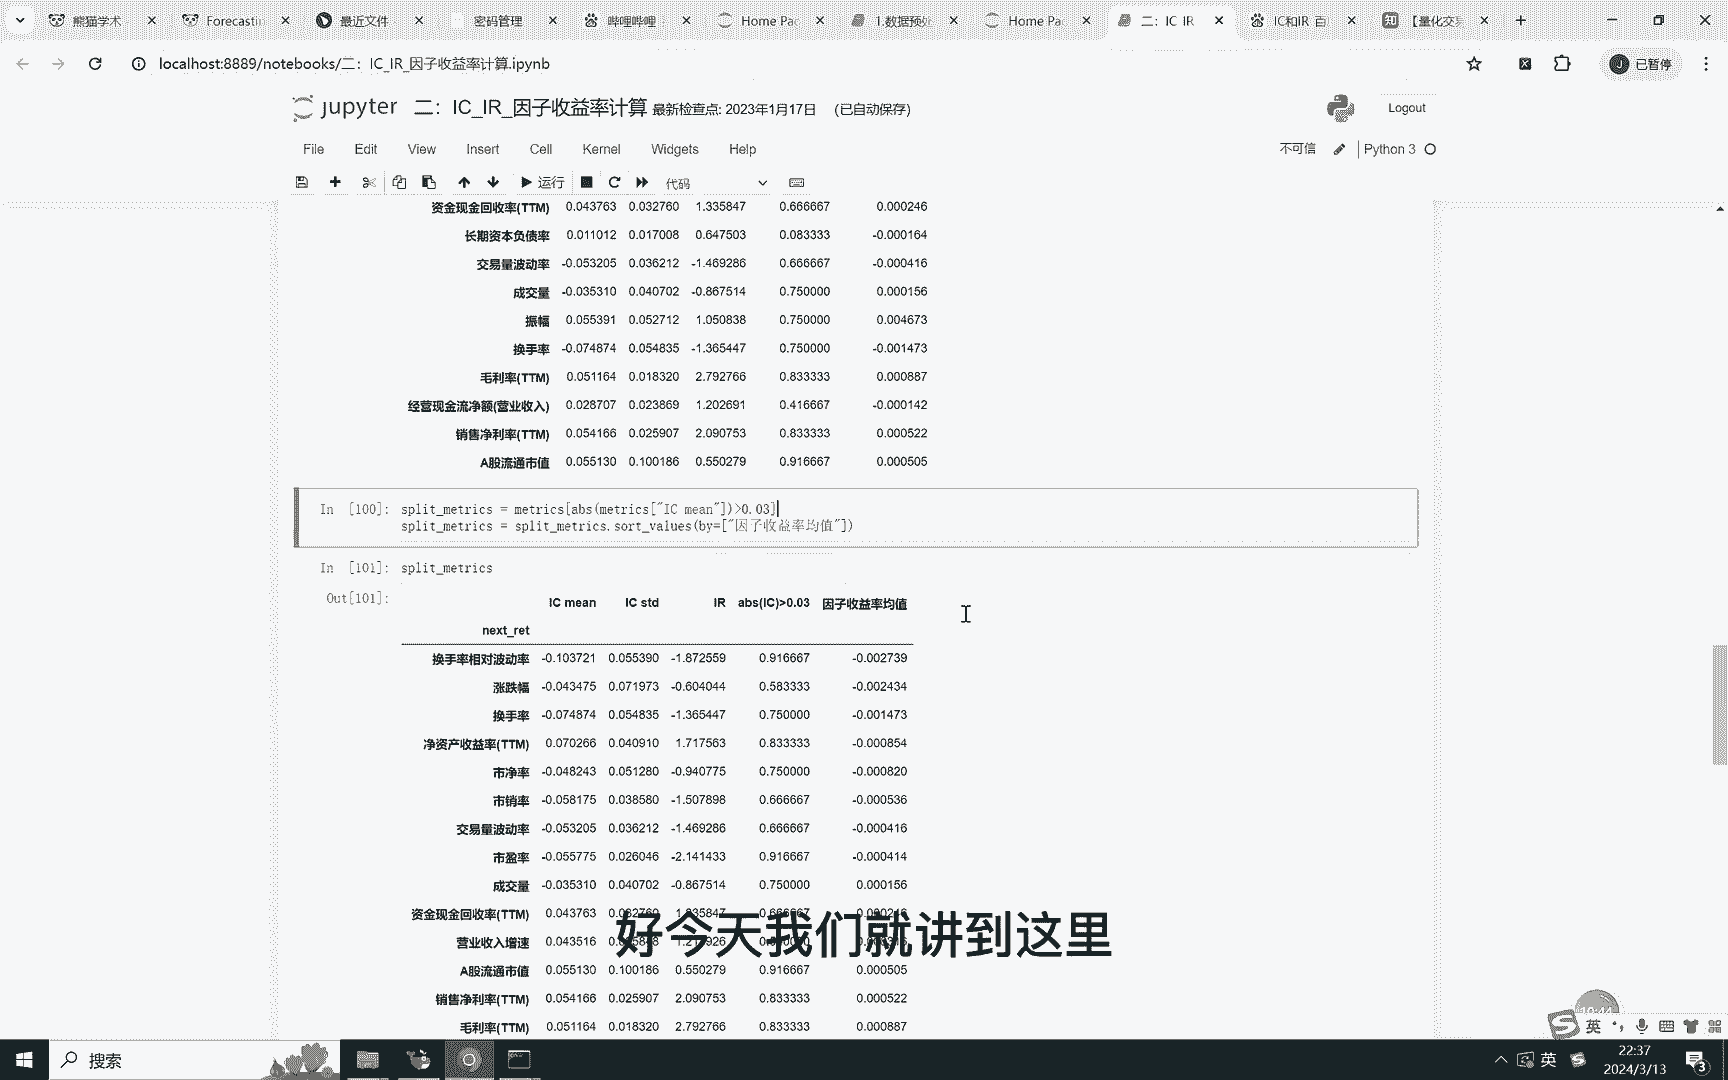 熊猫学术
Forecastin
最近文件
密码管理
哔哩哔哩
Home Pag
1.数据预处
Home Pag
二：IC IR
IC和IR 百
【量化交易
localhost:8889/notebooks/二：IC_IR_因子收益率计算.ipynb
已暂停
jupyter 二：IC_IR_因子收益率计算 最新检查点: 2023年1月17日 (已自动保存)
Logout
File Edit View Insert Cell Kernel Widgets Help
不可信 Python 3
运行 代码
资金现金回收率(TTM) 0.043763 0.032760 1.335847 0.666667 0.000246
长期资本负债率 0.011012 0.017008 0.647503 0.083333 -0.000164
交易量波动率 -0.053205 0.036212 -1.469286 0.666667 -0.000416
成交量 -0.035310 0.040702 -0.867514 0.750000 0.000156
振幅 0.055391 0.052712 1.050838 0.750000 0.004673
换手率 -0.074874 0.054835 -1.365447 0.750000 -0.001473
毛利率(TTM) 0.051164 0.018320 2.792766 0.833333 0.000887
经营现金流净额(营业收入) 0.028707 0.023869 1.202691 0.416667 -0.000142
销售净利率(TTM) 0.054166 0.025907 2.090753 0.833333 0.000522
A股流通市值 0.055130 0.100186 0.550279 0.916667 0.000505
In [100]: split_metrics = metrics[abs(metrics["IC mean"])>0.03]
split_metrics = split_metrics.sort_values(by=["因子收益率均值"])
In [101]: split_metrics
Out[101]:
IC mean IC std IR abs(IC)>0.03 因子收益率均值
next_ret
换手率相对波动率 -0.103721 0.055390 -1.872559 0.916667 -0.002739
涨跌幅 -0.043475 0.071973 -0.604044 0.583333 -0.002434
换手率 -0.074874 0.054835 -1.365447 0.750000 -0.001473
净资产收益率(TTM) 0.070266 0.040910 1.717563 0.833333 -0.000854
市净率 -0.048243 0.051280 -0.940775 0.750000 -0.000820
市销率 -0.058175 0.038580 -1.507898 0.666667 -0.000536
交易量波动率 -0.053205 0.036212 -1.469286 0.666667 -0.000416
市盈率 -0.055775 0.026046 -2.141433 0.916667 -0.000414
成交量 -0.035310 0.040702 -0.867514 0.750000 0.000156
资金现金回收率(TTM) 0.043763 0.032760 1.335847 0.666667 0.000246
好今天我们就讲到这里
营业收入增速 0.043516
A股流通市值 0.055130 0.100186 0.550279 0.916667 0.000505
销售净利率(TTM) 0.054166 0.025907 2.090753 0.833333 0.000522
毛利率(TTM) 0.051164 0.018320 2.792766 0.833333 0.000887
英
搜索
英
22:37
2024/3/13
3